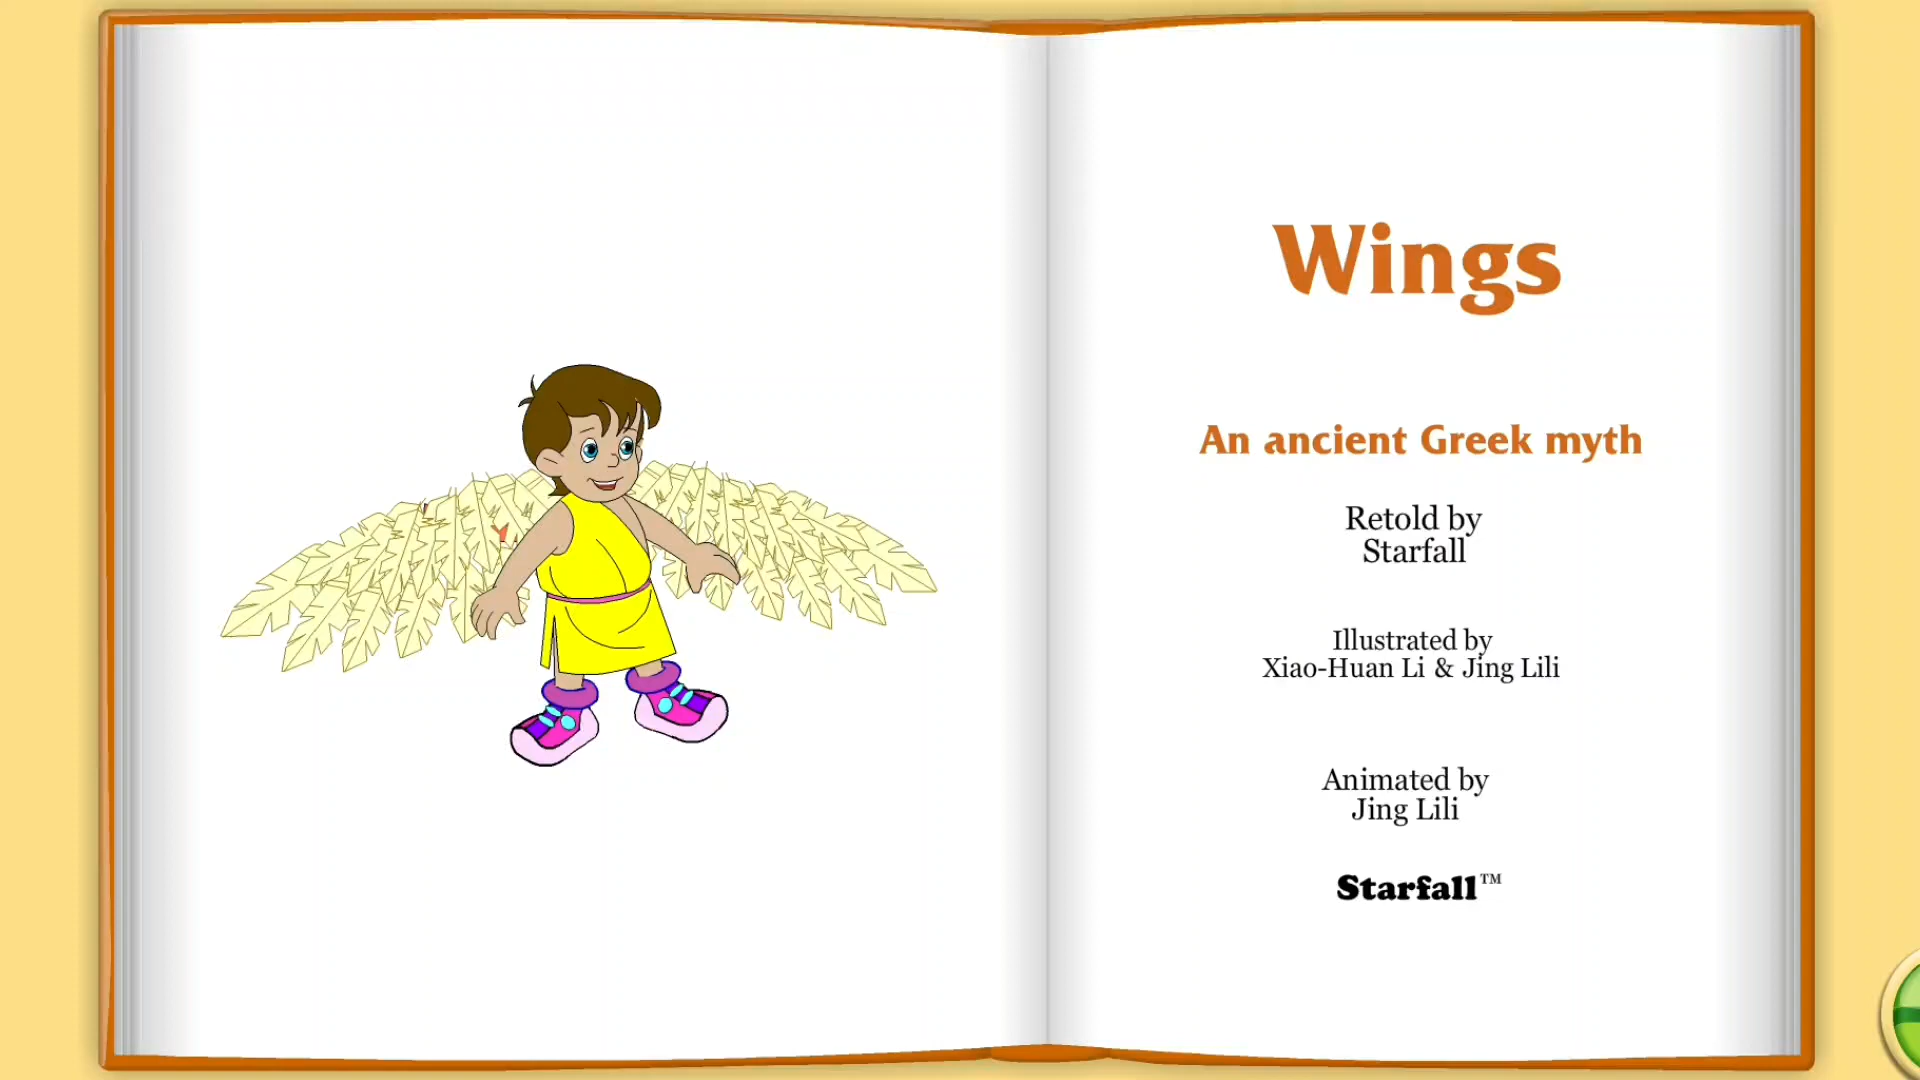 Wings
An ancient Greek myth
Retold by
Starfall
Illustrated by
Xiao-Huan Li & Jing Lili
Animated by
Jing Lili
Starfall™